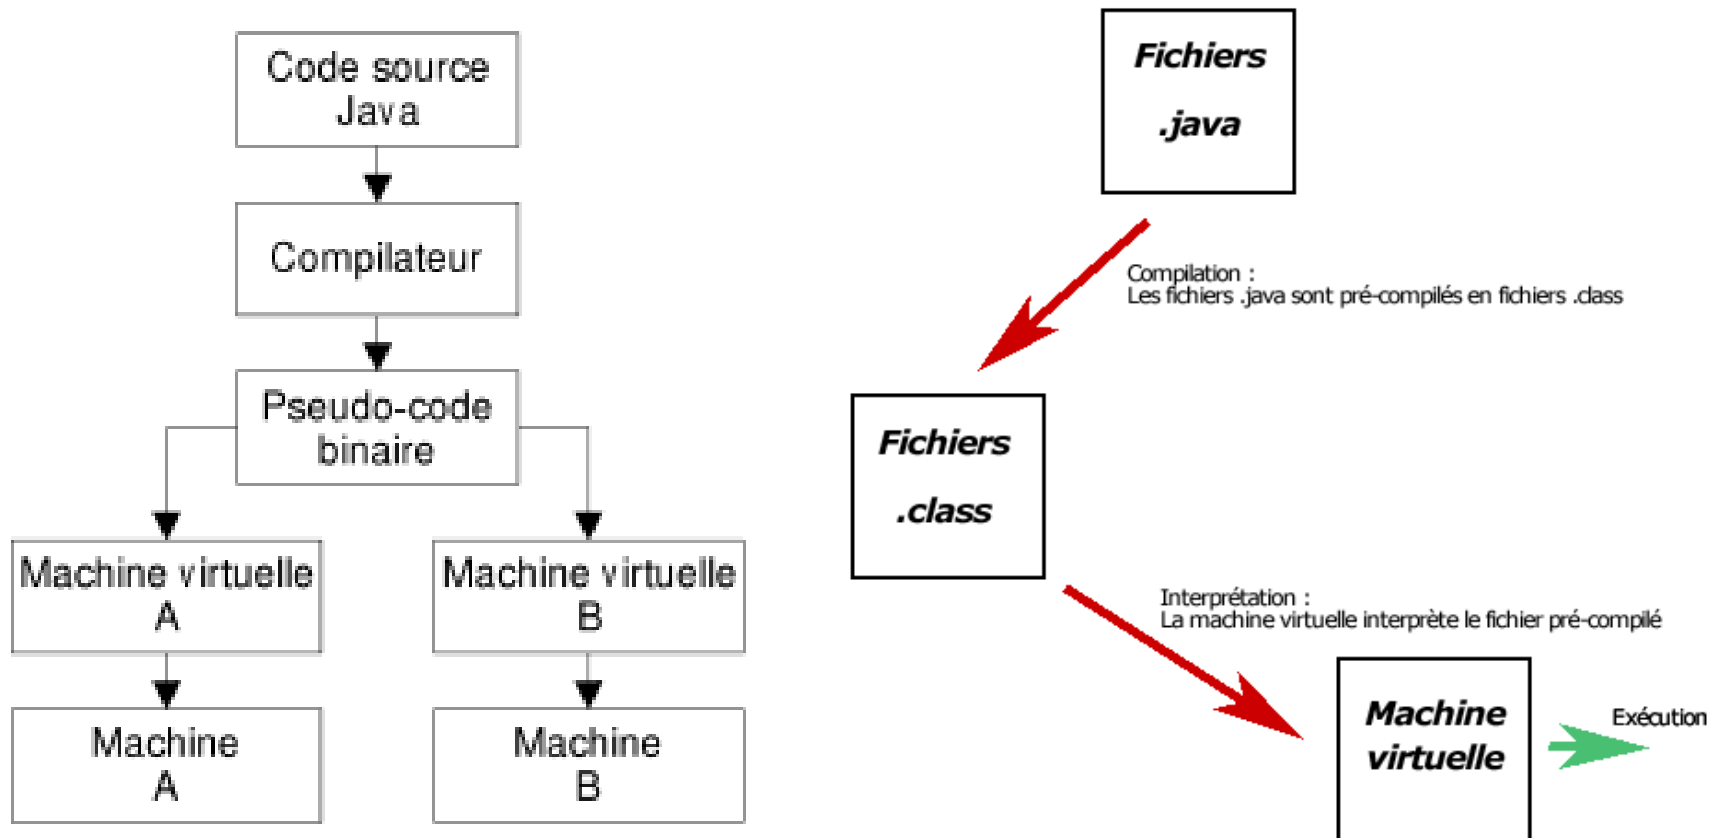 Code source
Java
Compilateur
Pseudo-code
binaire
Machine virtuelle
A
Machine virtuelle
B
Machine
A
Machine
B
Fichiers
.java
Compilation :
Les fichiers .java sont pré-compilés en fichiers .class
Fichiers
.class
Interprétation :
La machine virtuelle interprète le fichier pré-compilé
Machine
virtuelle
Exécution